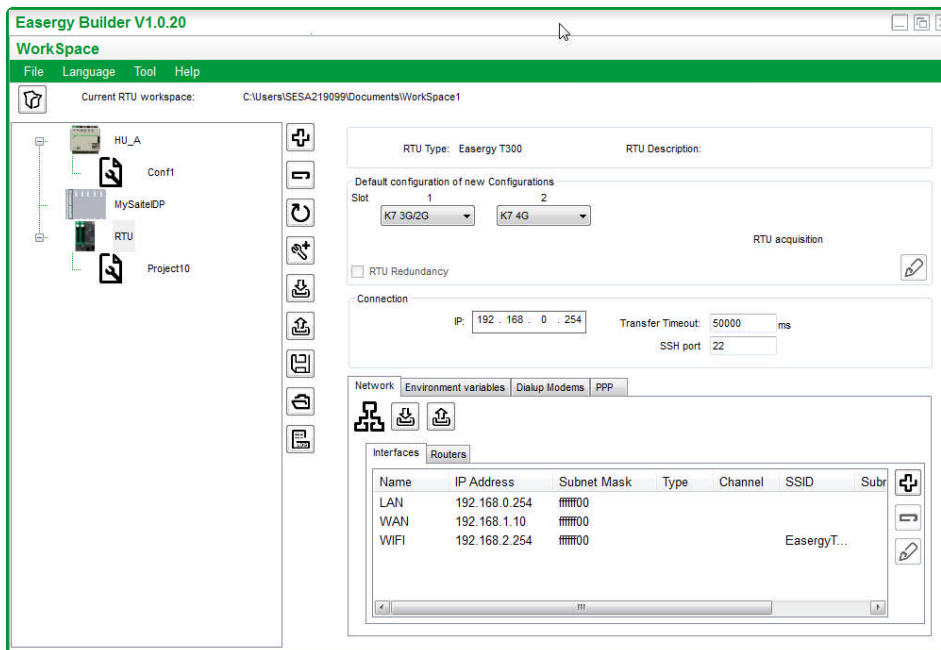 Easergy Builder V1.0.20
WorkSpace
File Language Tool Help
Current RTU workspace: C:\Users\SESA219099\Documents\WorkSpace1
HU_A
Conf1
MySaitelDP
RTU
Project10
RTU Type: Easergy T300 RTU Description:
Default configuration of new Configurations
Slot 1 2
K7 3G/2G K7 4G
RTU acquisition
RTU Redundancy
Connection
IP: 192 . 168 . 0 . 254 Transfer Timeout: 50000 ms
SSH port 22
Network Environment variables Dialup Modems PPP
Interfaces Routers
Name IP Address Subnet Mask Type Channel SSID Subr
LAN 192.168.0.254 ffffff00
WAN 192.168.1.10 ffffff00
WIFI 192.168.2.254 ffffff00 EasergyT...